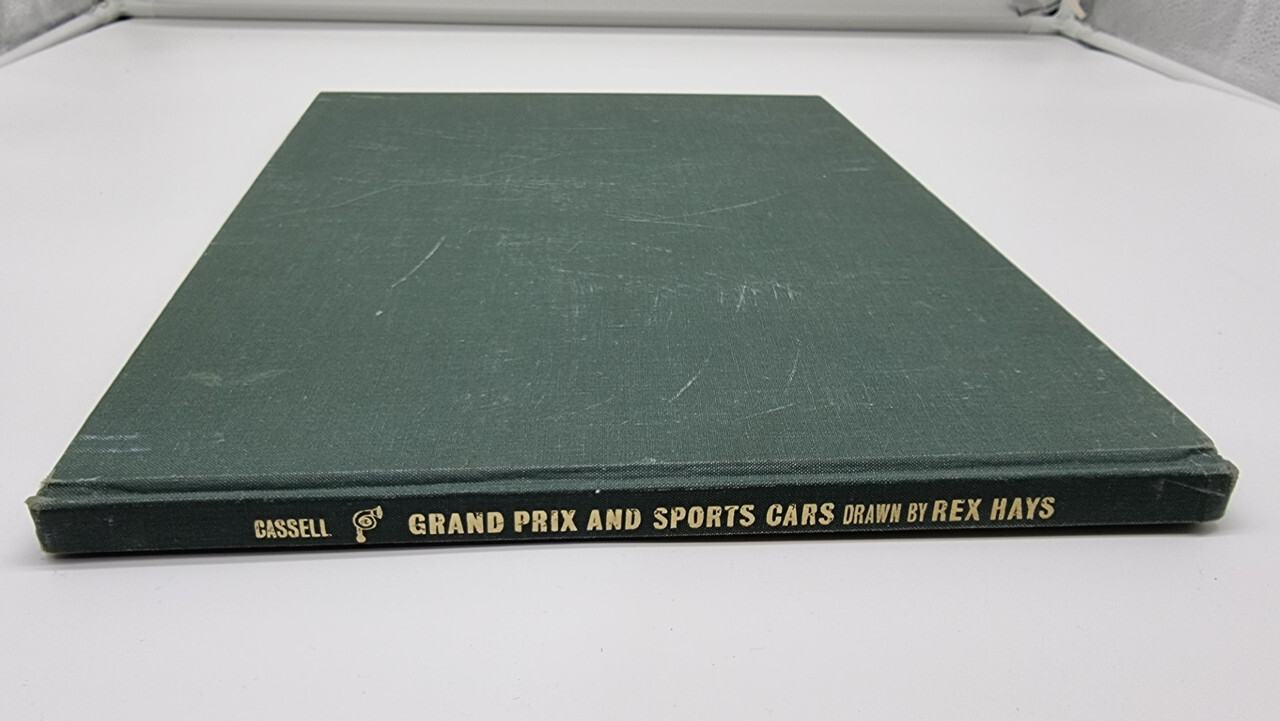 CASSELL GRAND PRIX AND SPORTS CARS DRAWN BY REX HAYS